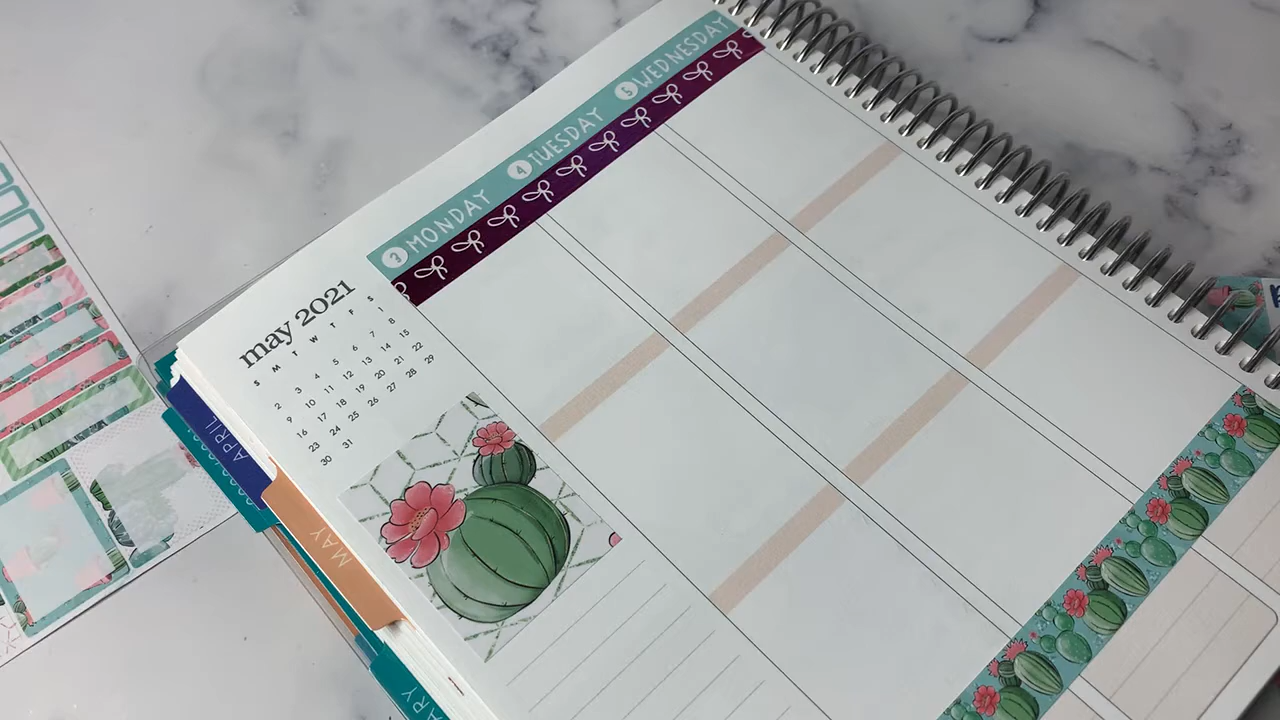 3 MONDAY 4 TUESDAY 5 WEDNESDAY
may 2021
S M T W T F S
1
2 3 4 5 6 7 8
9 10 11 12 13 14 15
16 17 18 19 20 21 22
23 24 25 26 27 28 29
30 31
APRIL
MAY
ARY